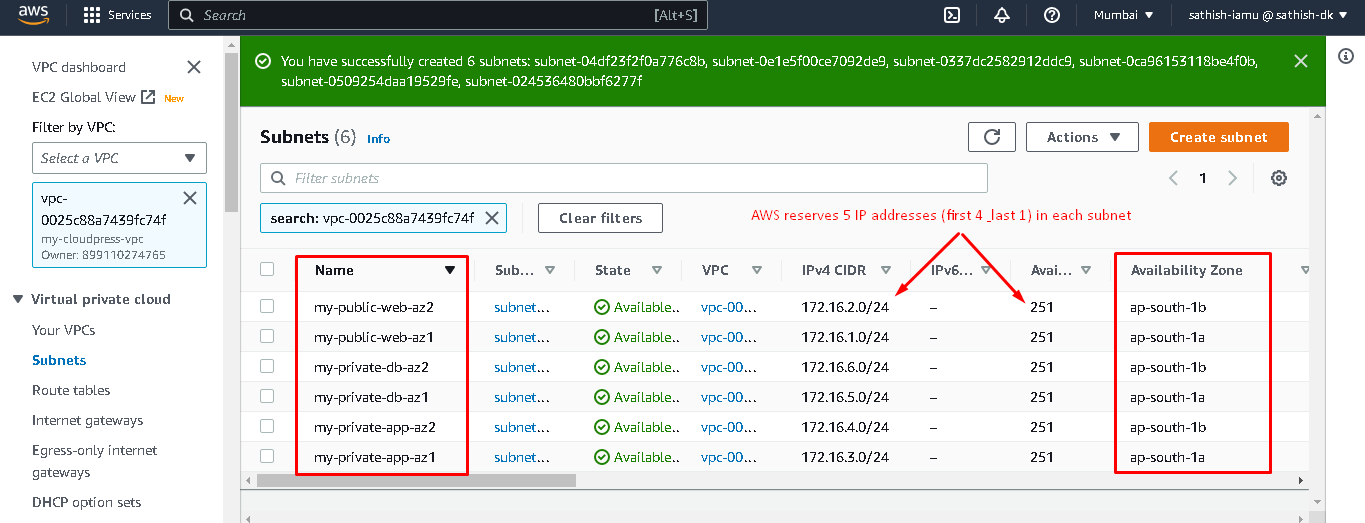 aws Services Search [Alt+S] Mumbai sathish-iamu @ sathish-dk
VPC dashboard
EC2 Global View New
Filter by VPC:
Select a VPC
vpc-
0025c88a7439fc74f
my-cloudpress-vpc
Owner: 899110274765
Virtual private cloud
Your VPCs
Subnets
Route tables
Internet gateways
Egress-only internet
gateways
DHCP option sets
You have successfully created 6 subnets: subnet-04df23f2f0a776c8b, subnet-0e1e5f00ce7092de9, subnet-0337dc2582912ddc9, subnet-0ca96153118be4f0b,
subnet-0509254daa19529fe, subnet-024536480bbf6277f
Subnets (6) Info Actions Create subnet
Filter subnets 1
search: vpc-0025c88a7439fc74f Clear filters AWS reserves 5 IP addresses (first 4 _last 1) in each subnet
Name Sub... State VPC IPv4 CIDR IPv6... Avai... Availability Zone
my-public-web-az2 subnet... Available.. vpc-00... 172.16.2.0/24 – 251 ap-south-1b
my-public-web-az1 subnet... Available.. vpc-00... 172.16.1.0/24 – 251 ap-south-1a
my-private-db-az2 subnet... Available.. vpc-00... 172.16.6.0/24 – 251 ap-south-1b
my-private-db-az1 subnet... Available.. vpc-00... 172.16.5.0/24 – 251 ap-south-1a
my-private-app-az2 subnet... Available.. vpc-00... 172.16.4.0/24 – 251 ap-south-1b
my-private-app-az1 subnet... Available.. vpc-00... 172.16.3.0/24 – 251 ap-south-1a